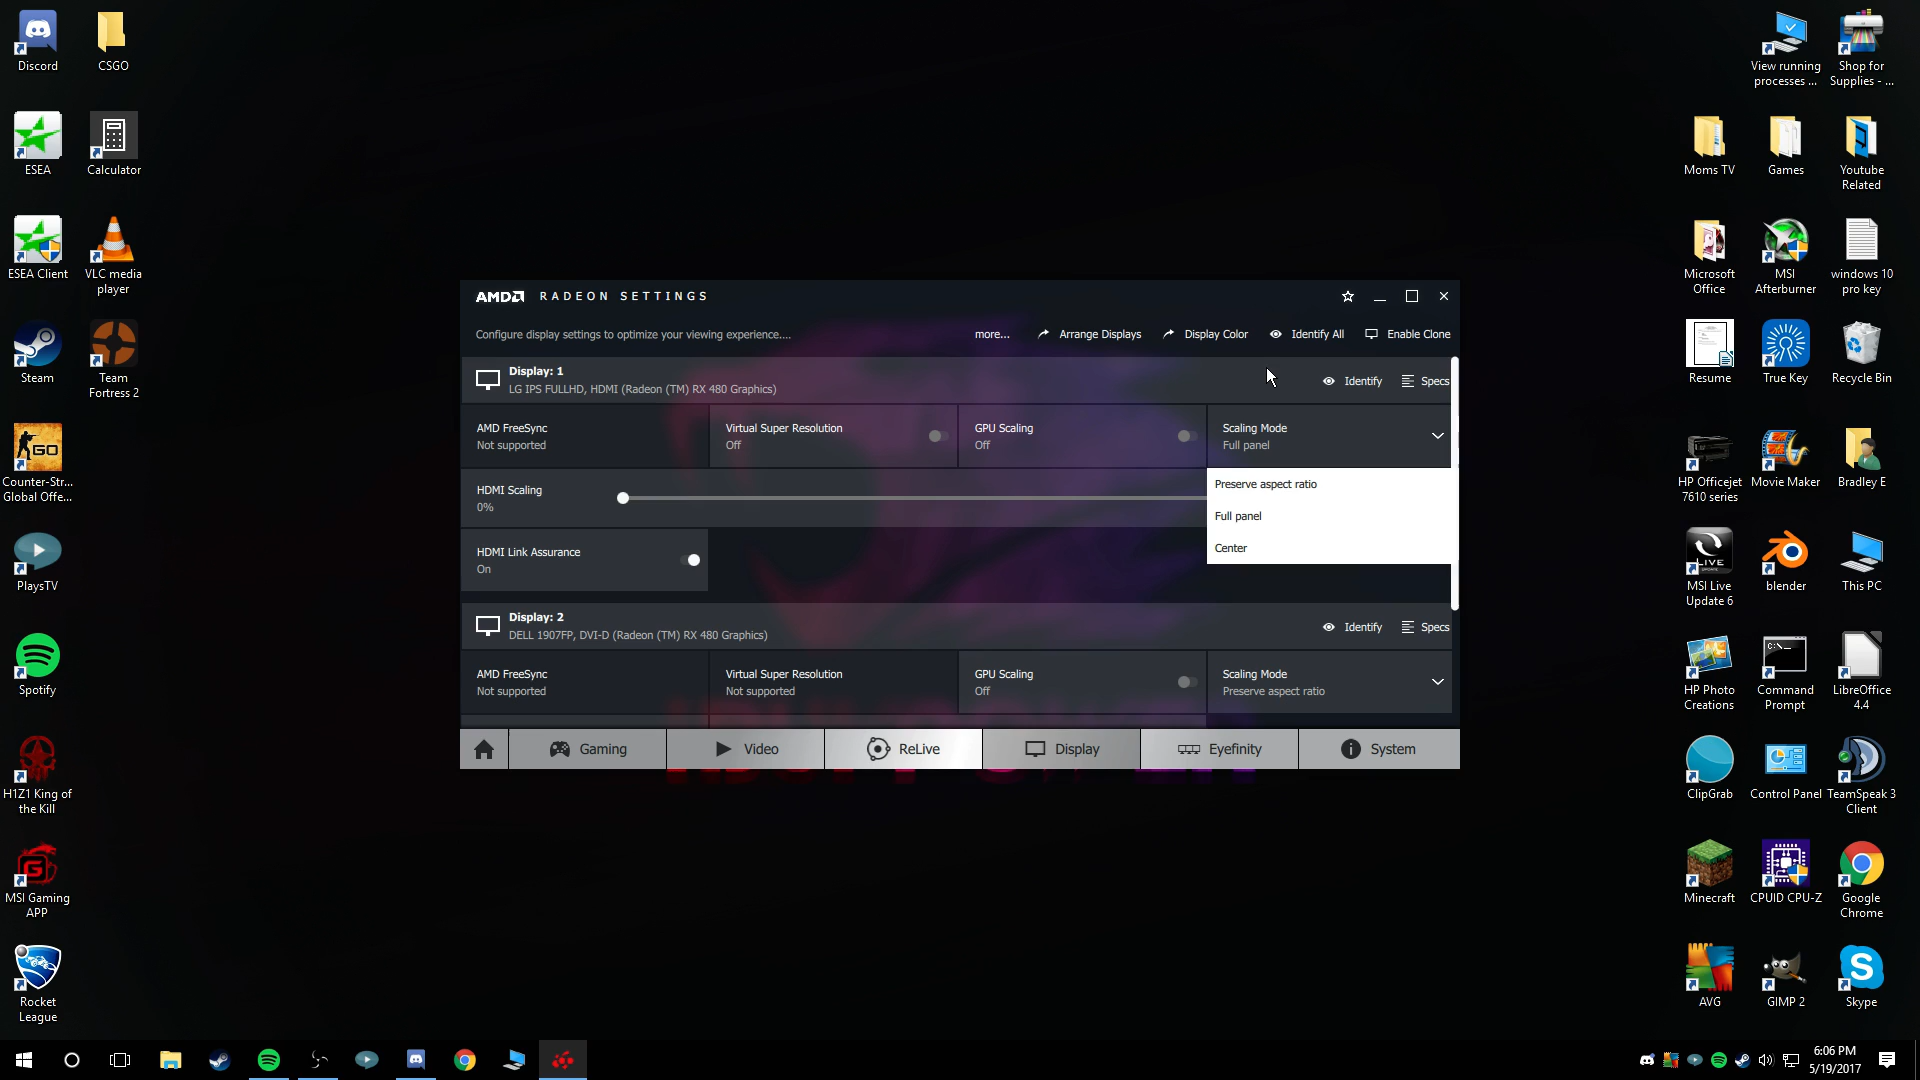 Discord
CSGO
ESEA
Calculator
ESEA Client
VLC media
player
Steam
Team
Fortress 2
Counter-Str...
Global Offe...
PlaysTV
Spotify
H1Z1 King of
the Kill
MSI Gaming
APP
Rocket
League
AMD RADEON SETTINGS
Configure display settings to optimize your viewing experience....
more...
Arrange Displays
Display Color
Identify All
Enable Clone
Display: 1
LG IPS FULLHD, HDMI (Radeon (TM) RX 480 Graphics)
Identify
Specs
AMD FreeSync
Not supported
Virtual Super Resolution
Off
GPU Scaling
Off
Scaling Mode
Full panel
Preserve aspect ratio
Full panel
Center
HDMI Scaling
0%
HDMI Link Assurance
On
Display: 2
DELL 1907FP, DVI-D (Radeon (TM) RX 480 Graphics)
Identify
Specs
AMD FreeSync
Not supported
Virtual Super Resolution
Not supported
GPU Scaling
Off
Scaling Mode
Preserve aspect ratio
Gaming
Video
ReLive
Display
Eyefinity
System
View running
processes ...
Shop for
Supplies - ...
Moms TV
Games
Youtube
Related
Microsoft
Office
MSI
Afterburner
windows 10
pro key
Resume
True Key
Recycle Bin
HP Officejet
7610 series
Movie Maker
Bradley E
LIVE
UPDATE 6
MSI Live
Update 6
blender
This PC
HP Photo
Creations
Command
Prompt
LibreOffice
4.4
ClipGrab
Control Panel
TeamSpeak 3
Client
Minecraft
CPUID CPU-Z
Google
Chrome
AVG
GIMP 2
Skype
6:06 PM
5/19/2017